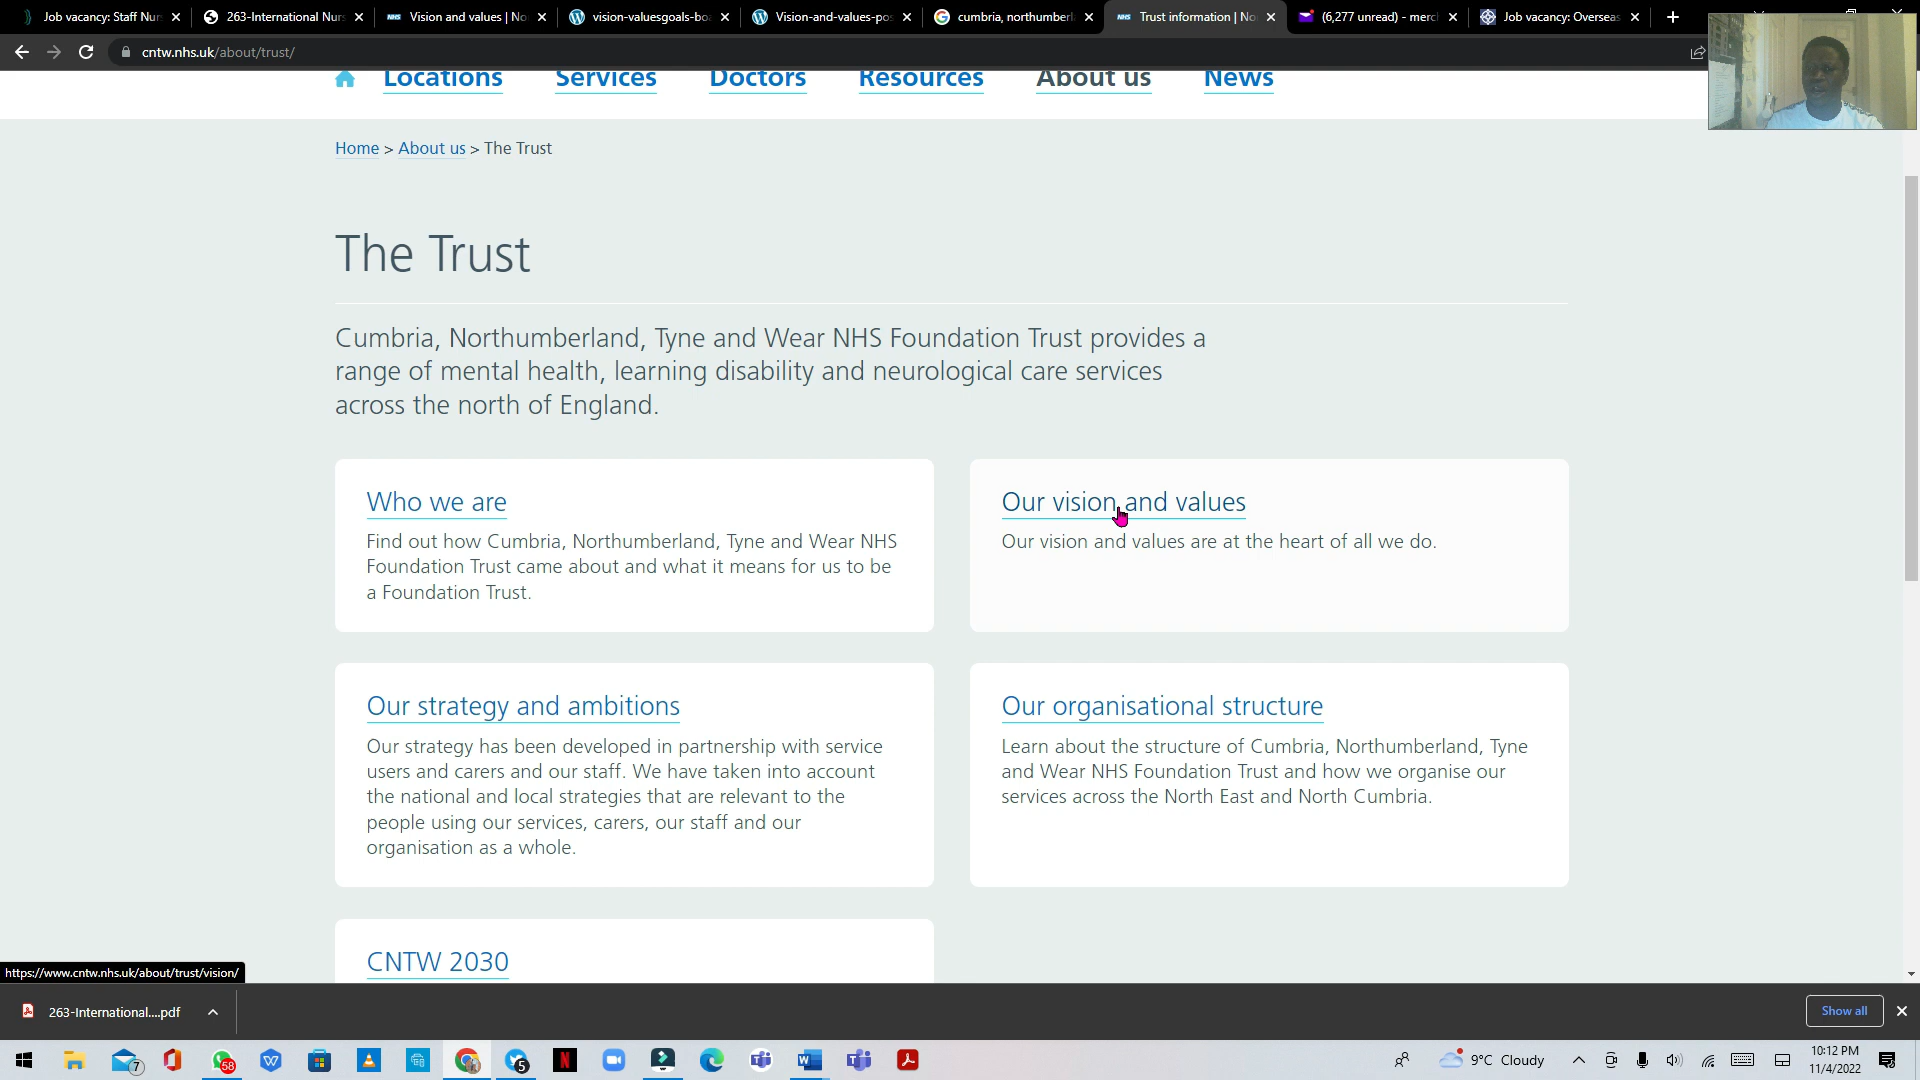 Job vacancy: Staff Nur
263-International Nurs
Vision and values | No
vision-valuesgoals-bo
Vision-and-values-pos
cumbria, northumberl
Trust information | No
(6,277 unread) - merc
Job vacancy: Overseas
cntw.nhs.uk/about/trust/
Locations
Services
Doctors
Resources
About us
News
Home > About us > The Trust
The Trust
Cumbria, Northumberland, Tyne and Wear NHS Foundation Trust provides a
range of mental health, learning disability and neurological care services
across the north of England.
Who we are
Find out how Cumbria, Northumberland, Tyne and Wear NHS
Foundation Trust came about and what it means for us to be
a Foundation Trust.
Our vision and values
Our vision and values are at the heart of all we do.
Our strategy and ambitions
Our strategy has been developed in partnership with service
users and carers and our staff. We have taken into account
the national and local strategies that are relevant to the
people using our services, carers, our staff and our
organisation as a whole.
Our organisational structure
Learn about the structure of Cumbria, Northumberland, Tyne
and Wear NHS Foundation Trust and how we organise our
services across the North East and North Cumbria.
CNTW 2030
https://www.cntw.nhs.uk/about/trust/vision/
263-International....pdf
Show all
7
58
5
9°C Cloudy
10:12 PM
11/4/2022